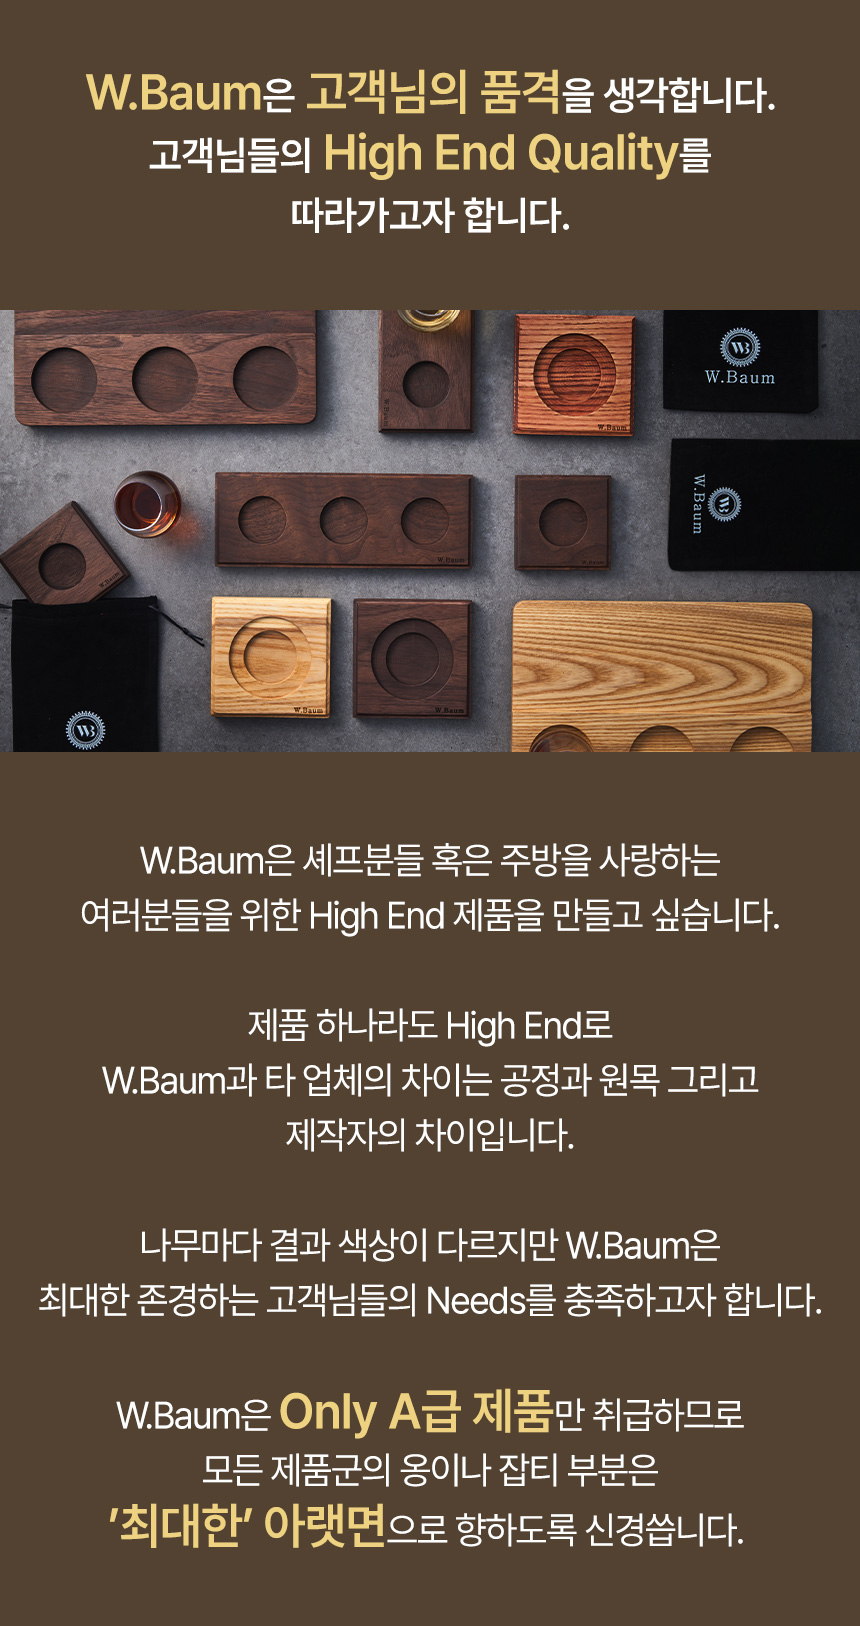 W.Baum은 고객님의 품격을 생각합니다.
고객님들의 High End Quality를
따라가고자 합니다.
W.Baum
W.Baum
W.Baum
W.Baum
W.Baum
W.Baum
W.Baum
W.Baum
W.Baum
W.Baum은 셰프분들 혹은 주방을 사랑하는
여러분들을 위한 High End 제품을 만들고 싶습니다.
제품 하나라도 High End로
W.Baum과 타 업체의 차이는 공정과 원목 그리고
제작자의 차이입니다.
나무마다 결과 색상이 다르지만 W.Baum은
최대한 존경하는 고객님들의 Needs를 충족하고자 합니다.
W.Baum은 Only A급 제품만 취급하므로
모든 제품군의 옹이나 잡티 부분은
'최대한' 아랫면으로 향하도록 신경씁니다.